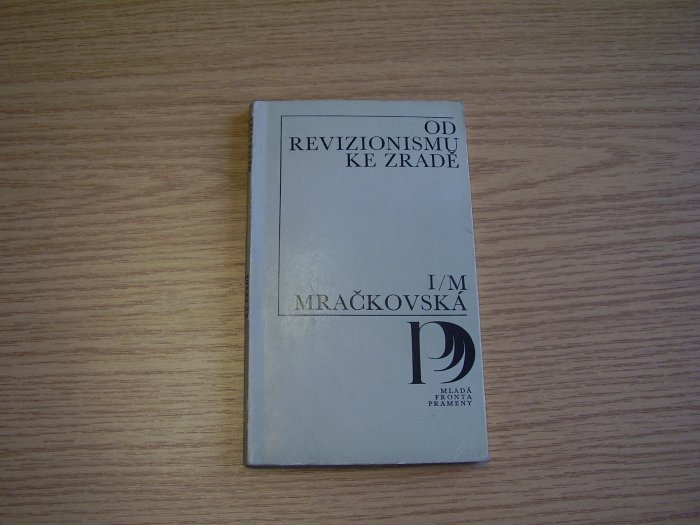 OD
REVIZIONISMU
KE ZRADĚ
I/M
MRAČKOVSKÁ
MLADÁ
FRONTA
PRAMENY